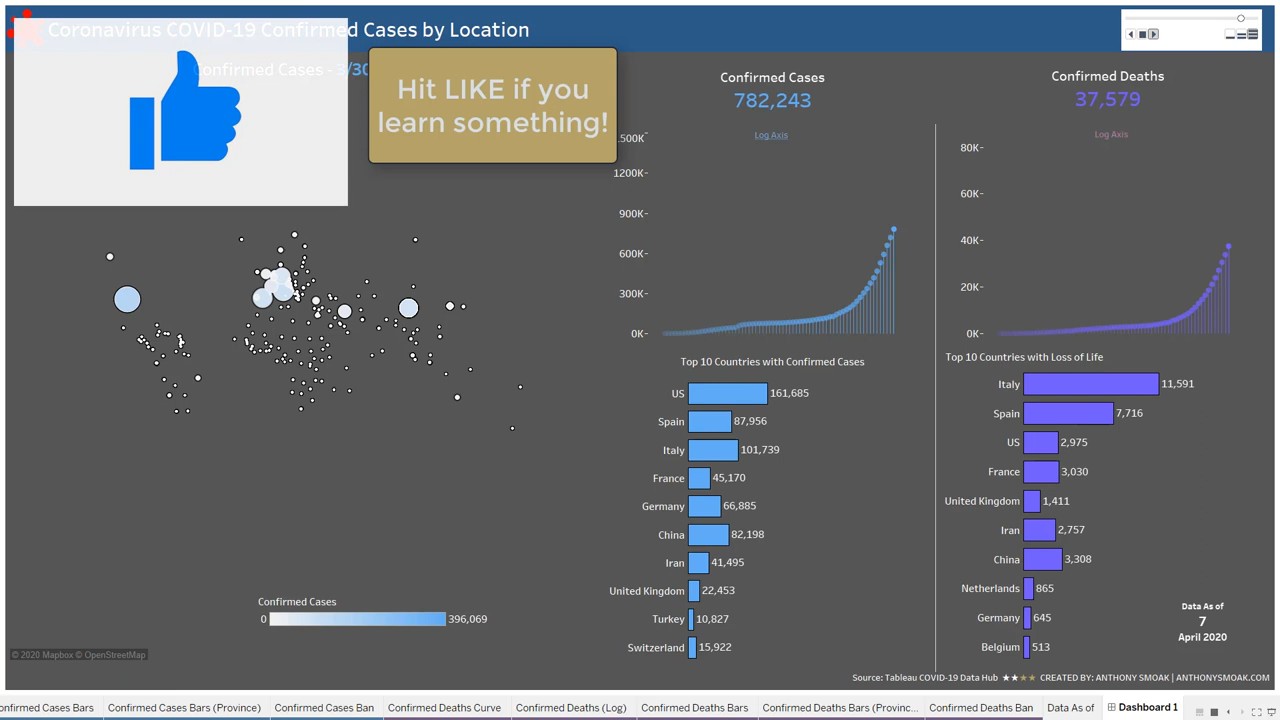 Coronavirus COVID-19 Confirmed Cases by Location
Confirmed Cases - 3/30
Hit LIKE if you
learn something!
Confirmed Cases
782,243
Log Axis
500K
1200K
900K
600K
300K
0K
Confirmed Deaths
37,579
Log Axis
80K
60K
40K
20K
0K
Top 10 Countries with Confirmed Cases
US 161,685
Spain 87,956
Italy 101,739
France 45,170
Germany 66,885
China 82,198
Iran 41,495
United Kingdom 22,453
Turkey 10,827
Switzerland 15,922
Top 10 Countries with Loss of Life
Italy 11,591
Spain 7,716
US 2,975
France 3,030
United Kingdom 1,411
Iran 2,757
China 3,308
Netherlands 865
Germany 645
Belgium 513
Confirmed Cases
0 396,069
Data As of
7
April 2020
© 2020 Mapbox © OpenStreetMap
Source: Tableau COVID-19 Data Hub ★★★★ CREATED BY: ANTHONY SMOAK | ANTHONYSMOAK.COM
onfirmed Cases Bars Confirmed Cases Bars (Province) Confirmed Cases Ban Confirmed Deaths Curve Confirmed Deaths (Log) Confirmed Deaths Bars Confirmed Deaths Bars (Provinc... Confirmed Deaths Ban Data As of Dashboard 1